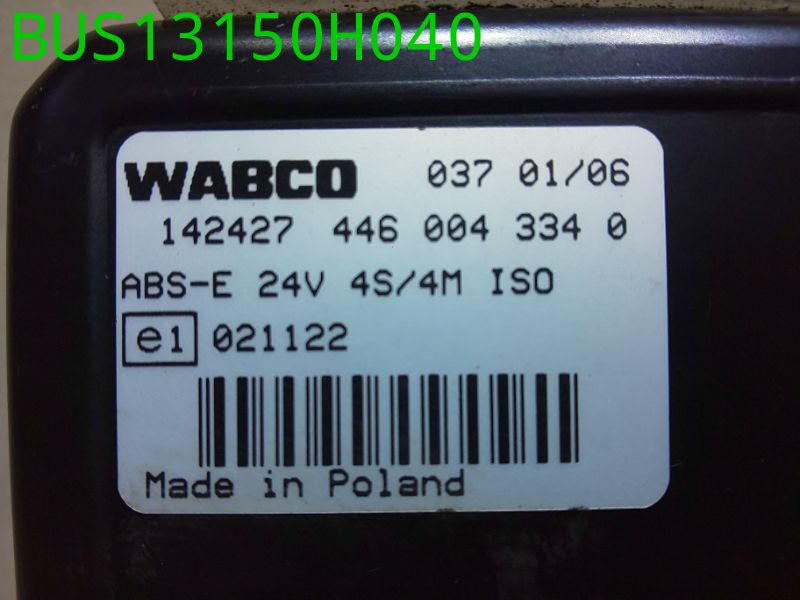 BUS13150H040
WABCO 037 01/06
142427 446 004 334 0
ABS-E 24V 4S/4M ISO
e1 021122
Made in Poland